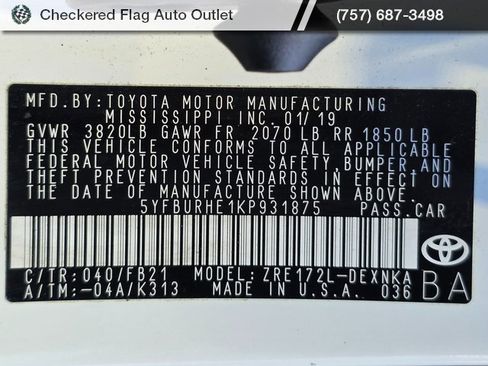 Checkered Flag Auto Outlet
(757) 687-3498
MFD.BY: TOYOTA MOTOR MANUFACTURING
MISSISSIPPI INC. 01/19
GVWR 3820LB GAWR FR 2070 LB RR 1850 LB
THIS VEHICLE CONFORMS TO ALL APPLICABLE
FEDERAL MOTOR VEHICLE SAFETY, BUMPER, AND
THEFT PREVENTION STANDARDS IN EFFECT ON
THE DATE OF MANUFACTURE SHOWN ABOVE.
5YFBURHE1KP931875 PASS.CAR
C/TR: 040/FB21 MODEL: ZRE172L-DEXNKA
A/TM:-04A/K313 MADE IN U.S.A. 036
BA